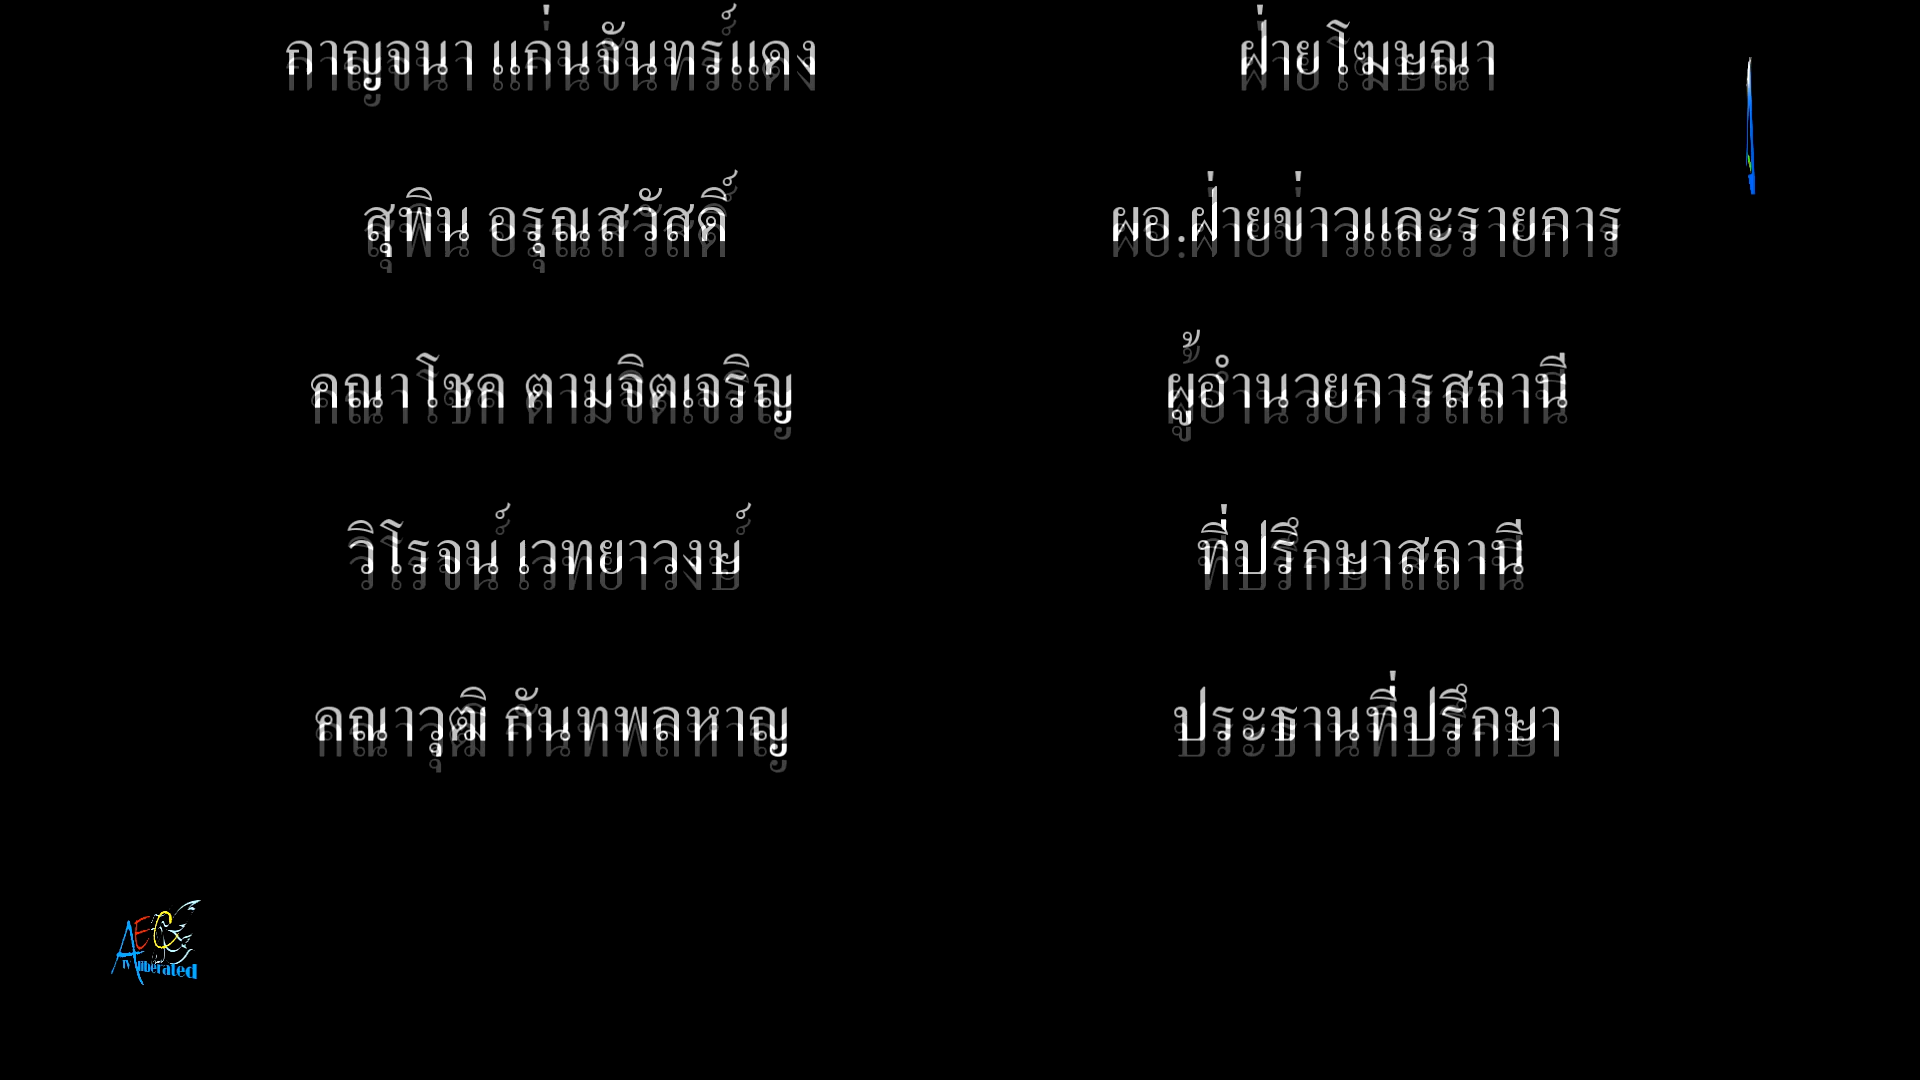 กาญจนา แก่นจันทร์แดง ฝ่ายโฆษณา
สุพิน อรุณสวัสดิ์ ผอ.ฝ่ายข่าวและรายการ
คณาโชค ตามจิตเจริญ ผู้อำนวยการสถานี
วิโรจน์ เวทยาวงษ์ ที่ปรึกษาสถานี
คณาวุฒิ กันทพลหาญ ประธานที่ปรึกษา
AEC
TV liberated